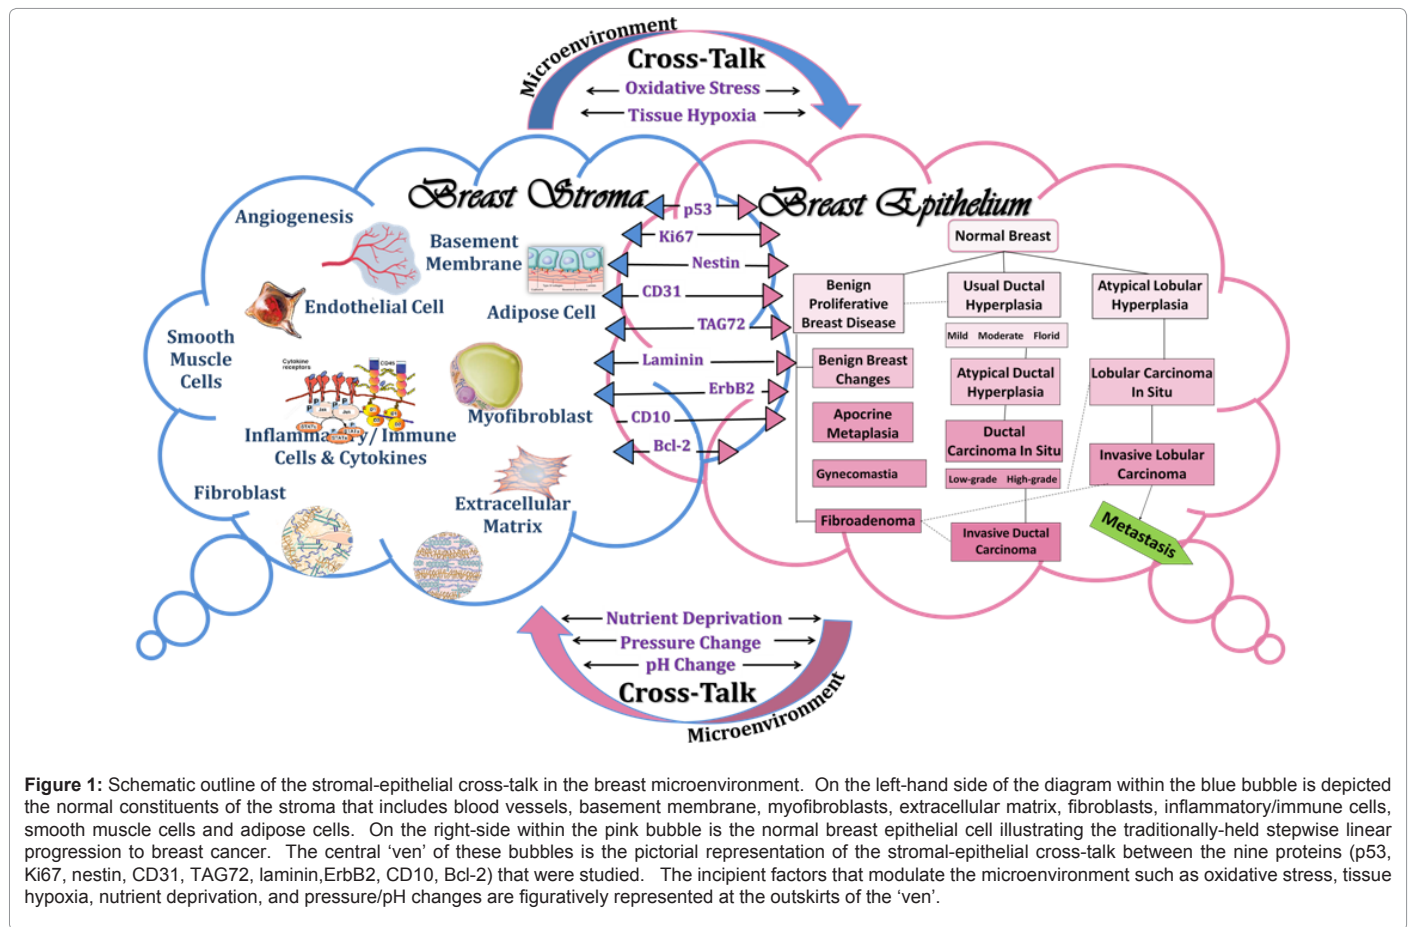 Microenvironment
Cross-Talk
Oxidative Stress
Tissue Hypoxia
Breast Stroma
Angiogenesis
Basement
Membrane
Endothelial Cell
Adipose Cell
Smooth
Muscle
Cells
Cytokine
receptors
CD45
Myofibroblast
Inflammatory/ Immune
Cells & Cytokines
Fibroblast
Extracellular
Matrix
p53
Ki67
Nestin
CD31
TAG72
Laminin
ErbB2
CD10
Bcl-2
Breast Epithelium
Normal Breast
Benign
Proliferative
Breast Disease
Usual Ductal
Hyperplasia
Atypical Lobular
Hyperplasia
Mild Moderate Florid
Benign Breast
Changes
Atypical Ductal
Hyperplasia
Lobular Carcinoma
In Situ
Apocrine
Metaplasia
Ductal
Carcinoma In Situ
Invasive Lobular
Carcinoma
Gynecomastia
Low-grade High-grade
Fibroadenoma
Invasive Ductal
Carcinoma
Metastasis
Nutrient Deprivation
Pressure Change
pH Change
Cross-Talk
Microenvironment
Figure 1: Schematic outline of the stromal-epithelial cross-talk in the breast microenvironment. On the left-hand side of the diagram within the blue bubble is depicted
the normal constituents of the stroma that includes blood vessels, basement membrane, myofibroblasts, extracellular matrix, fibroblasts, inflammatory/immune cells,
smooth muscle cells and adipose cells. On the right-side within the pink bubble is the normal breast epithelial cell illustrating the traditionally-held stepwise linear
progression to breast cancer. The central ‘ven’ of these bubbles is the pictorial representation of the stromal-epithelial cross-talk between the nine proteins (p53,
Ki67, nestin, CD31, TAG72, laminin,ErbB2, CD10, Bcl-2) that were studied. The incipient factors that modulate the microenvironment such as oxidative stress, tissue
hypoxia, nutrient deprivation, and pressure/pH changes are figuratively represented at the outskirts of the ‘ven’.